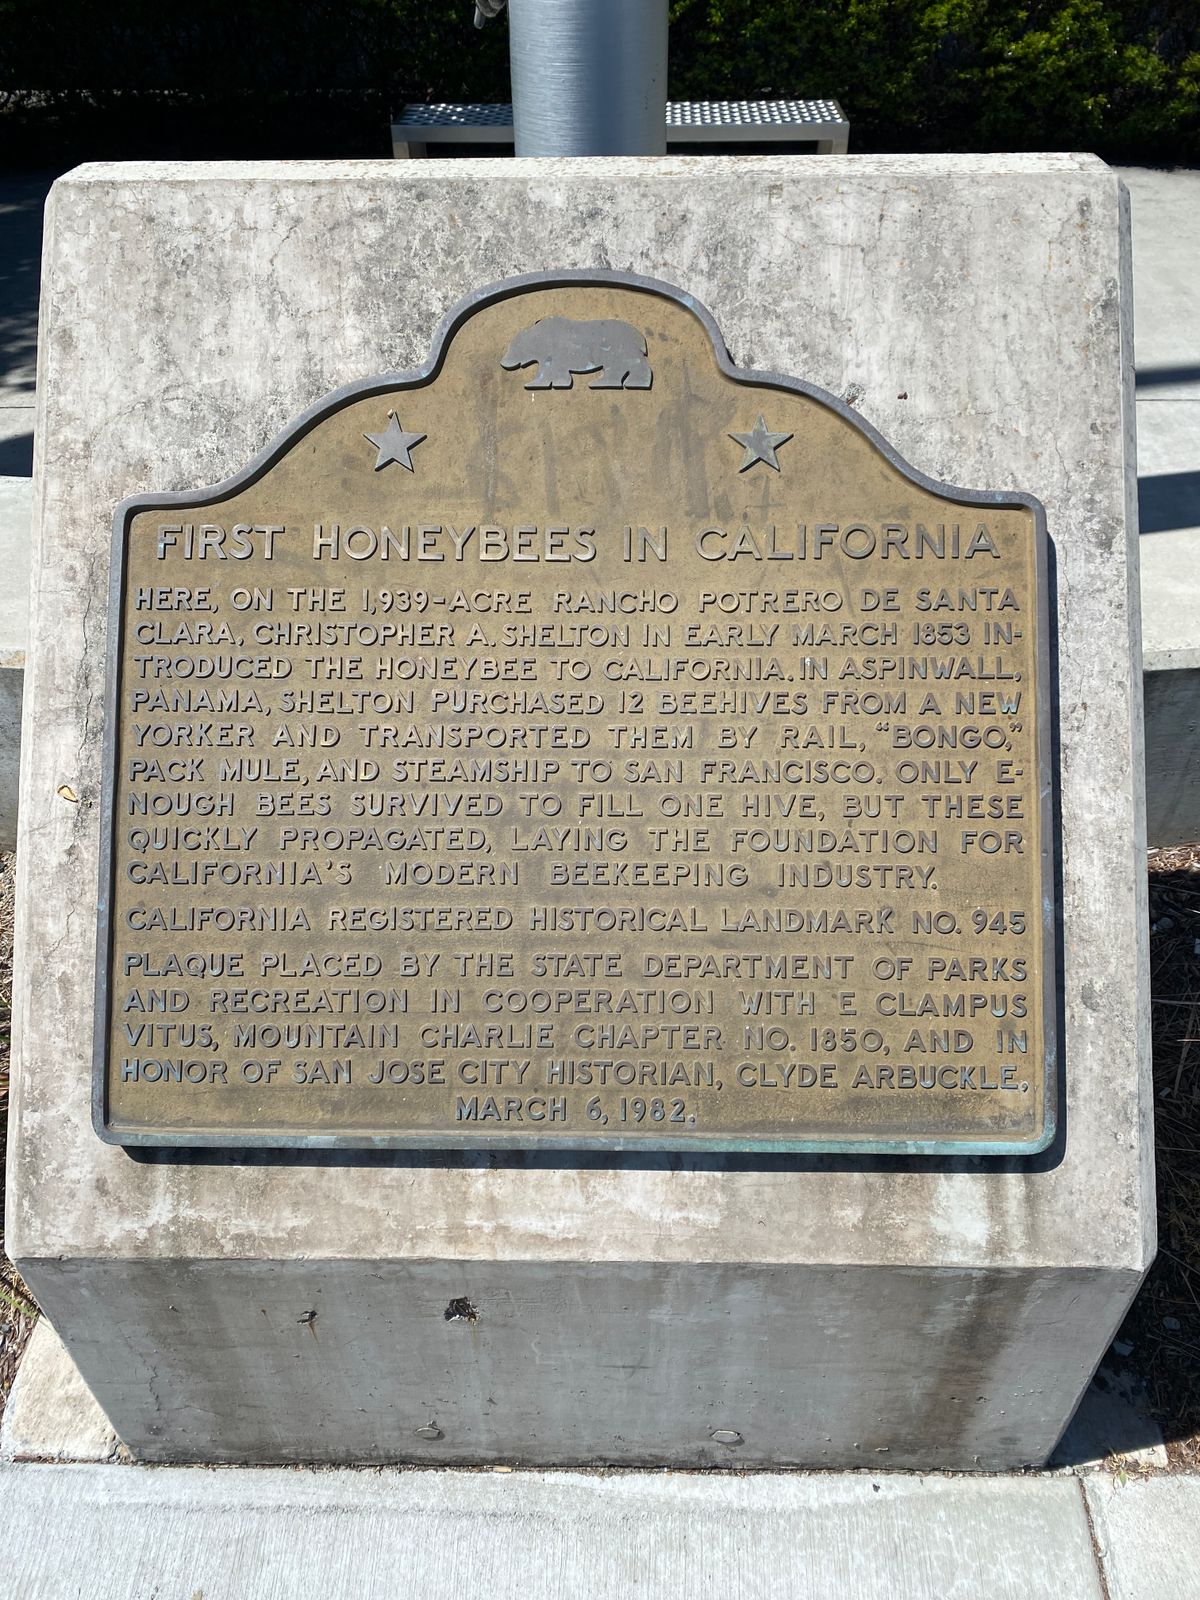 FIRST HONEYBEES IN CALIFORNIA
HERE, ON THE 1,939-ACRE RANCHO POTRERO DE SANTA
CLARA, CHRISTOPHER A. SHELTON IN EARLY MARCH 1853 IN-
TRODUCED THE HONEYBEE TO CALIFORNIA. IN ASPINWALL,
PANAMA, SHELTON PURCHASED 12 BEEHIVES FROM A NEW
YORKER AND TRANSPORTED THEM BY RAIL, "BONGO,"
PACK MULE, AND STEAMSHIP TO SAN FRANCISCO. ONLY E-
NOUGH BEES SURVIVED TO FILL ONE HIVE, BUT THESE
QUICKLY PROPAGATED, LAYING THE FOUNDATION FOR
CALIFORNIA'S MODERN BEEKEEPING INDUSTRY.
CALIFORNIA REGISTERED HISTORICAL LANDMARK NO. 945
PLAQUE PLACED BY THE STATE DEPARTMENT OF PARKS
AND RECREATION IN COOPERATION WITH E CLAMPUS
VITUS, MOUNTAIN CHARLIE CHAPTER NO. 1850, AND IN
HONOR OF SAN JOSE CITY HISTORIAN, CLYDE ARBUCKLE,
MARCH 6, 1982.